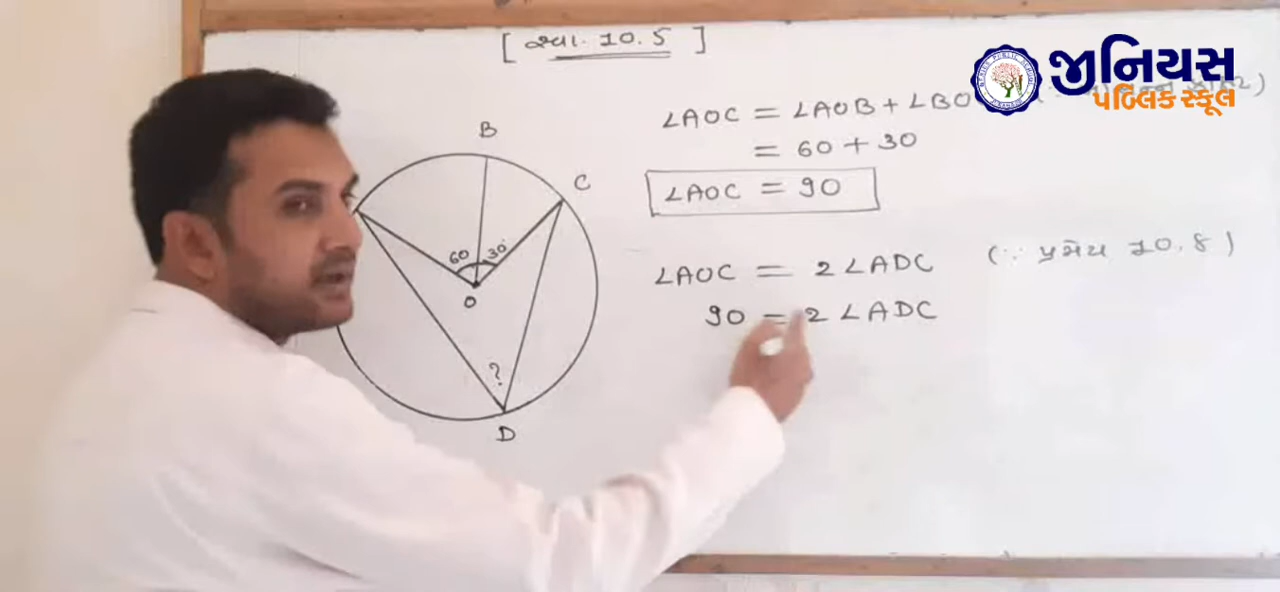 [ સ્વા. 10.5 ]
જીનિયસ
પબ્લિક સ્કૂલ
∠AOC = ∠AOB + ∠BO
= 60 + 30
∠AOC = 90
B
C
60 30°
O
?
D
∠AOC = 2 ∠ADC (∵ પ્રમેય 10.8)
90 = 2 ∠ADC